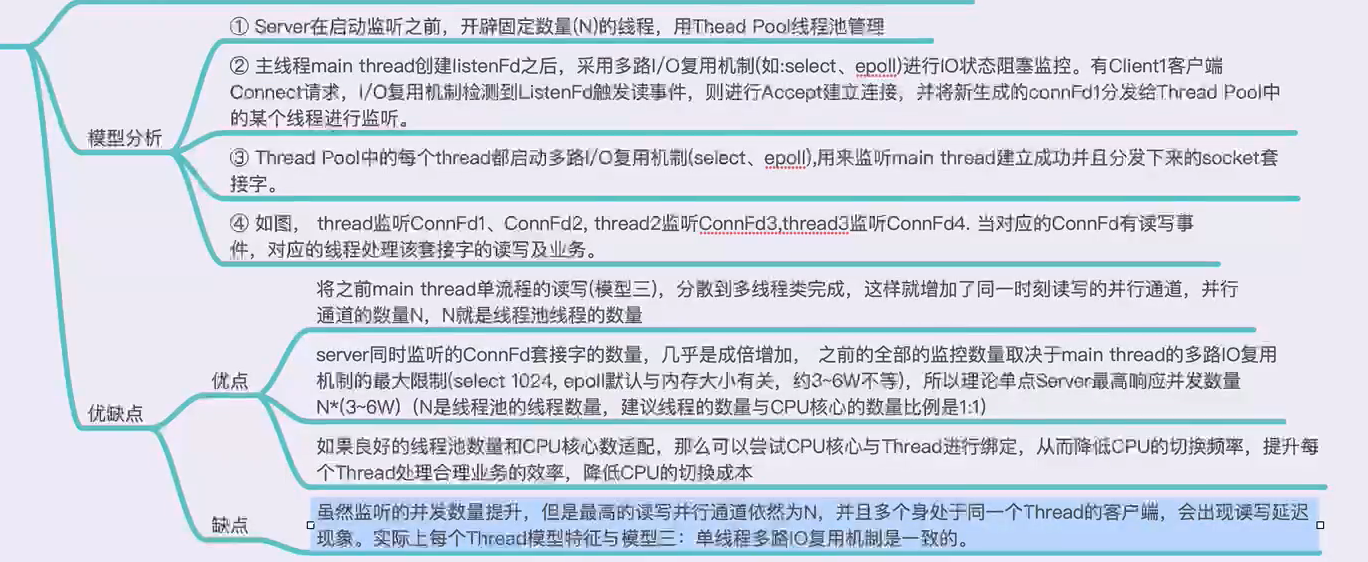 ① Server在启动监听之前，开辟固定数量(N)的线程，用Thead Pool线程池管理
② 主线程main thread创建listenFd之后，采用多路I/O复用机制(如:select、epoll)进行IO状态阻塞监控。有Client1客户端
Connect请求，I/O复用机制检测到ListenFd触发读事件，则进行Accept建立连接，并将新生成的connFd1分发给Thread Pool中
的某个线程进行监听。
模型分析
③ Thread Pool中的每个thread都启动多路I/O复用机制(select、epoll),用来监听main thread建立成功并且分发下来的socket套
接字。
④ 如图， thread监听ConnFd1、ConnFd2, thread2监听ConnFd3,thread3监听ConnFd4. 当对应的ConnFd有读写事
件，对应的线程处理该套接字的读写及业务。
将之前main thread单流程的读写(模型三)，分散到多线程类完成，这样就增加了同一时刻读写的并行通道，并行
通道的数量N，N就是线程池线程的数量
server同时监听的ConnFd套接字的数量，几乎是成倍增加， 之前的全部的监控数量取决于main thread的多路IO复用
机制的最大限制(select 1024, epoll默认与内存大小有关，约3~6W不等)，所以理论单点Server最高响应并发数量
N*(3~6W)（N是线程池的线程数量，建议线程的数量与CPU核心的数量比例是1:1)
优点
优缺点
如果良好的线程池数量和CPU核心数适配，那么可以尝试CPU核心与Thread进行绑定，从而降低CPU的切换频率，提升每
个Thread处理合理业务的效率，降低CPU的切换成本
缺点
虽然监听的并发数量提升，但是最高的读写并行通道依然为N，并且多个身处于同一个Thread的客户端，会出现读写延迟
现象。实际上每个Thread模型特征与模型三：单线程多路IO复用机制是一致的。